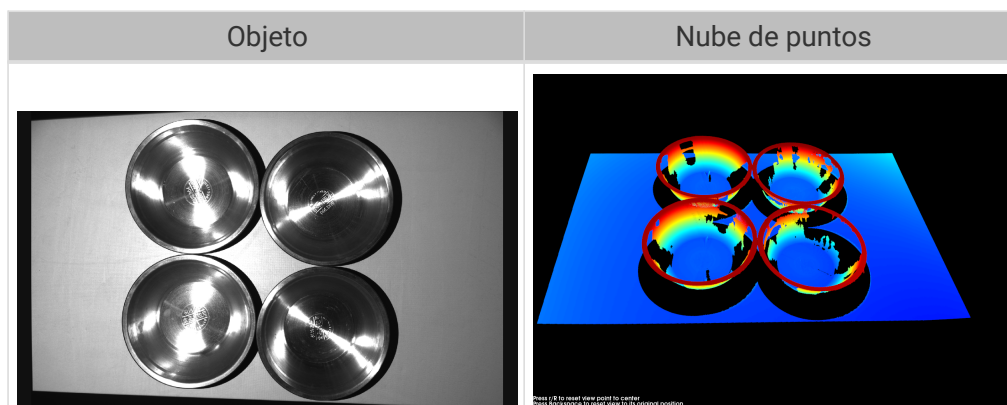 Objeto
Nube de puntos
Press r/R to reset view point to center
Press Backspace to reset view to its original position